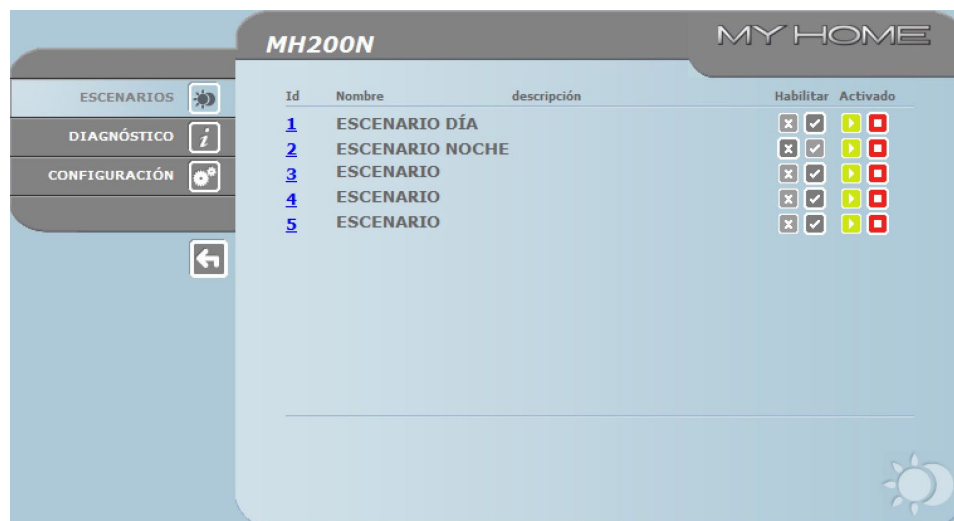 MH200N
MY HOME
ESCENARIOS
DIAGNÓSTICO
CONFIGURACIÓN
Id Nombre descripción Habilitar Activado
1 ESCENARIO DÍA
2 ESCENARIO NOCHE
3 ESCENARIO
4 ESCENARIO
5 ESCENARIO